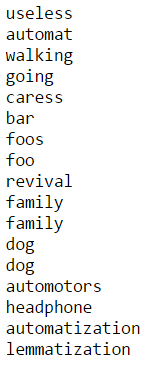 useless
automat
walking
going
caress
bar
foos
foo
revival
family
family
dog
dog
automotors
headphone
automatization
lemmatization